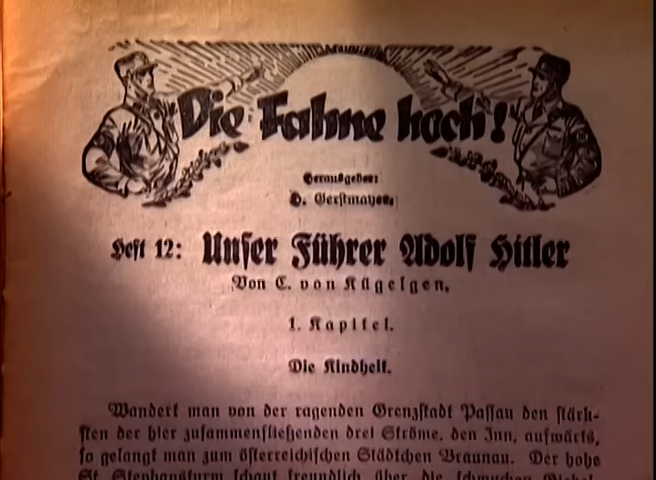 Die Fahne hoch!
Herausgeber:
D. Gerstmayer.
Heft 12: Unser Führer Adolf Hitler
Von C. von Kügelgen.
1. Kapitel.
Die Kindheit.
Wandert man von der ragenden Grenzstadt Passau den stärk-
sten der hier zusammenfließenden drei Ströme, den Inn, aufwärts,
so gelangt man zum österreichischen Städtchen Braunau. Der hohe
St. Stephansturm schaut freundlich über die schmucken Giebel-